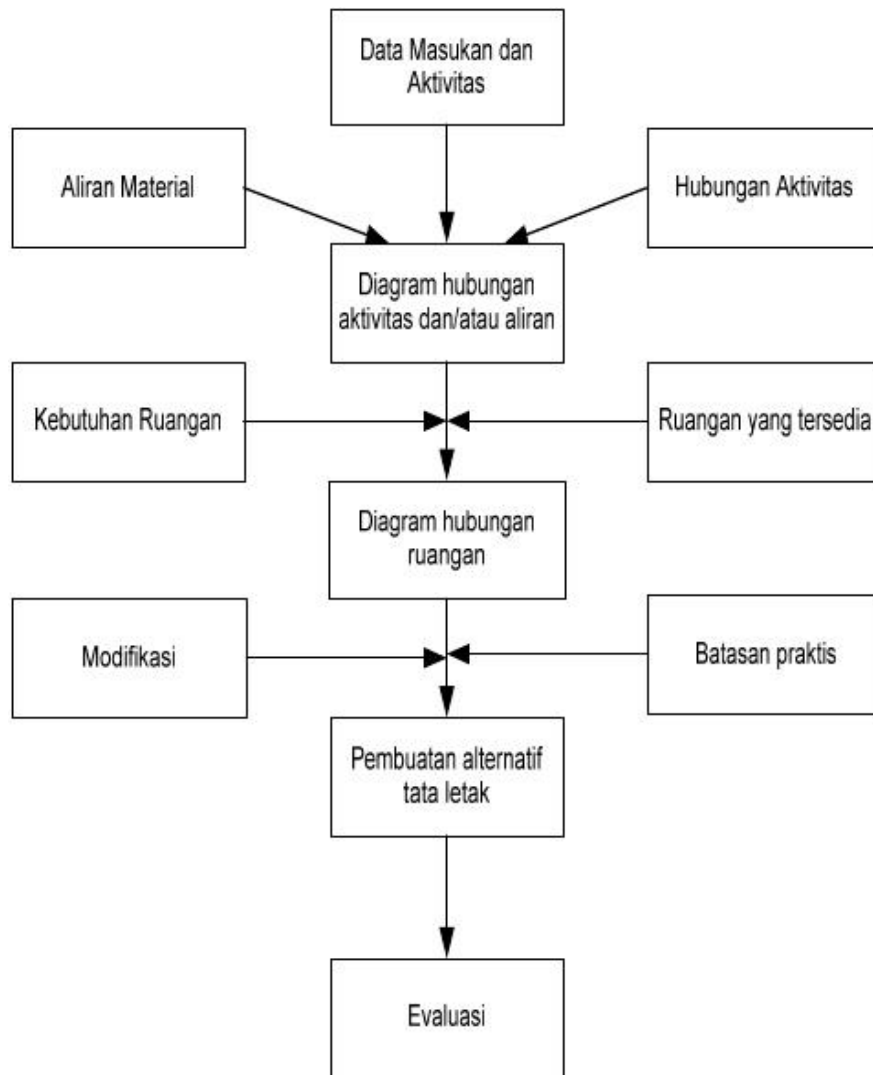 Data Masukan dan
Aktivitas
Aliran Material
Hubungan Aktivitas
Diagram hubungan
aktivitas dan/atau aliran
Kebutuhan Ruangan
Ruangan yang tersedia
Diagram hubungan
ruangan
Modifikasi
Batasan praktis
Pembuatan alternatif
tata letak
Evaluasi